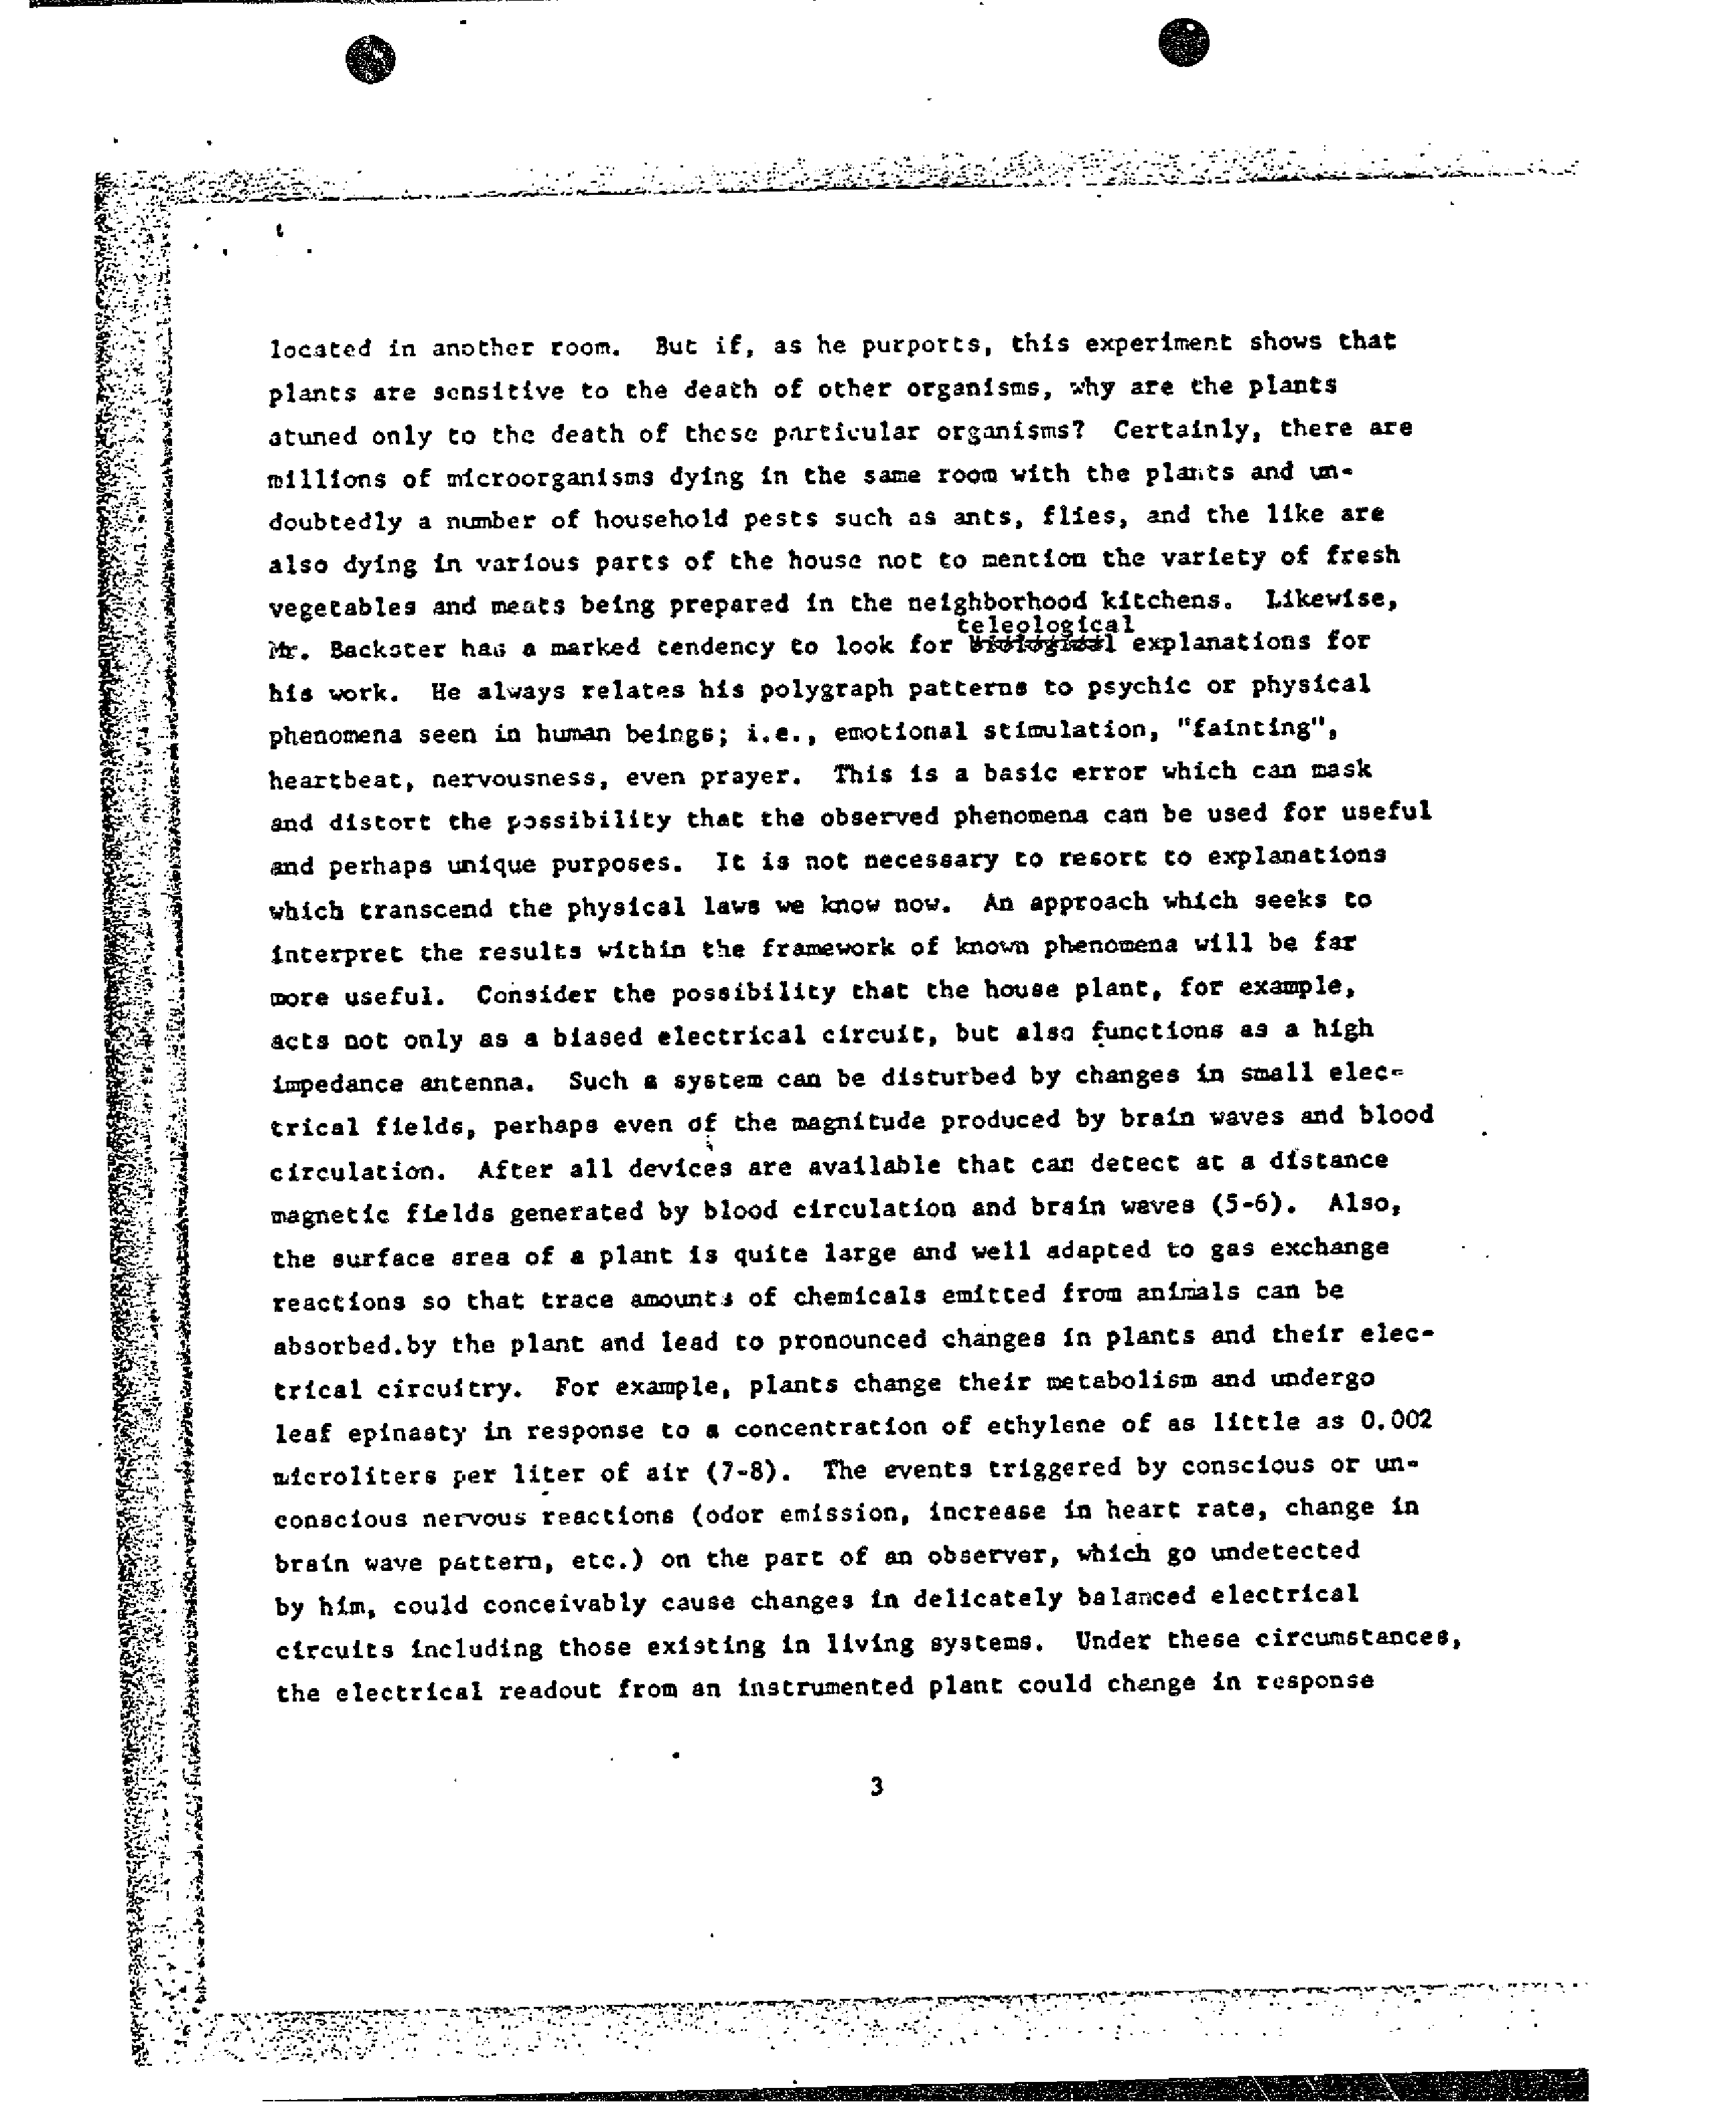 located in another room.  But if, as he purports, this experiment shows that
plants are sensitive to the death of other organisms, why are the plants
atuned only to the death of these particular organisms?  Certainly, there are
millions of microorganisms dying in the same room with the plants and un-
doubtedly a number of household pests such as ants, flies, and the like are
also dying in various parts of the house not to mention the variety of fresh
vegetables and meats being prepared in the neighborhood kitchens.  Likewise,
teleological
Mr. Backster has a marked tendency to look for explanations for
his work.  He always relates his polygraph patterns to psychic or physical
phenomena seen in human beings; i.e., emotional stimulation, "fainting",
heartbeat, nervousness, even prayer.  This is a basic error which can mask
and distort the possibility that the observed phenomena can be used for useful
and perhaps unique purposes.  It is not necessary to resort to explanations
which transcend the physical laws we know now.  An approach which seeks to
interpret the results within the framework of known phenomena will be far
more useful.  Consider the possibility that the house plant, for example,
acts not only as a biased electrical circuit, but also functions as a high
impedance antenna.  Such a system can be disturbed by changes in small elec-
trical fields, perhaps even of the magnitude produced by brain waves and blood
circulation.  After all devices are available that can detect at a distance
magnetic fields generated by blood circulation and brain waves (5-6).  Also,
the surface area of a plant is quite large and well adapted to gas exchange
reactions so that trace amounts of chemicals emitted from animals can be
absorbed by the plant and lead to pronounced changes in plants and their elec-
trical circuitry.  For example, plants change their metabolism and undergo
leaf epinasty in response to a concentration of ethylene of as little as 0.002
microliters per liter of air (7-8).  The events triggered by conscious or un-
conscious nervous reactions (odor emission, increase in heart rate, change in
brain wave pattern, etc.) on the part of an observer, which go undetected
by him, could conceivably cause changes in delicately balanced electrical
circuits including those existing in living systems.  Under these circumstances,
the electrical readout from an instrumented plant could change in response
3